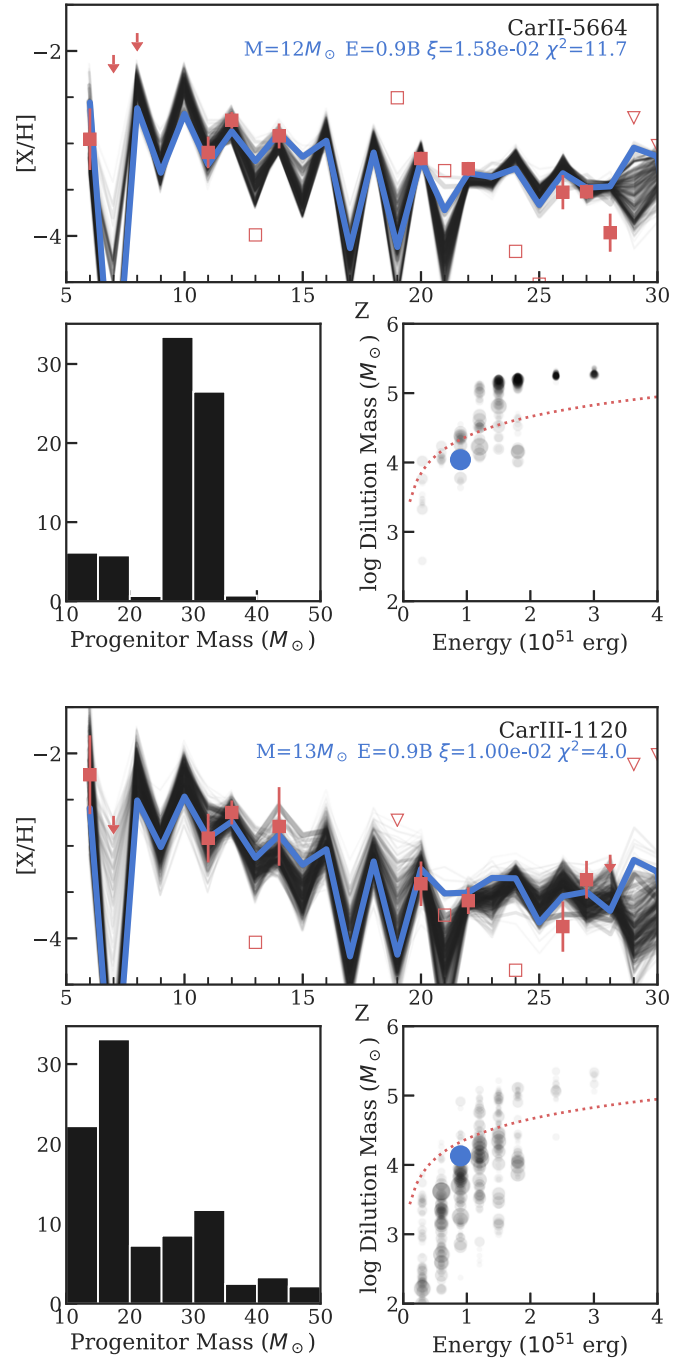 CarII-5664
M=12M⊙ E=0.9B ξ=1.58e-02 χ²=11.7
[X/H]
−2
−4
5 10 15 20 25 30
Z
30
20
10
0
10 20 30 40 50
Progenitor Mass (M⊙)
log Dilution Mass (M⊙)
6
5
4
3
2
0 1 2 3 4
Energy (10⁵¹ erg)
CarIII-1120
M=13M⊙ E=0.9B ξ=1.00e-02 χ²=4.0
[X/H]
−2
−4
5 10 15 20 25 30
Z
30
20
10
0
10 20 30 40 50
Progenitor Mass (M⊙)
log Dilution Mass (M⊙)
6
5
4
3
2
0 1 2 3 4
Energy (10⁵¹ erg)